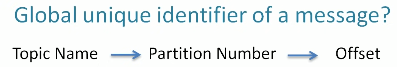 Global unique identifier of a message?
Topic Name Partition Number Offset